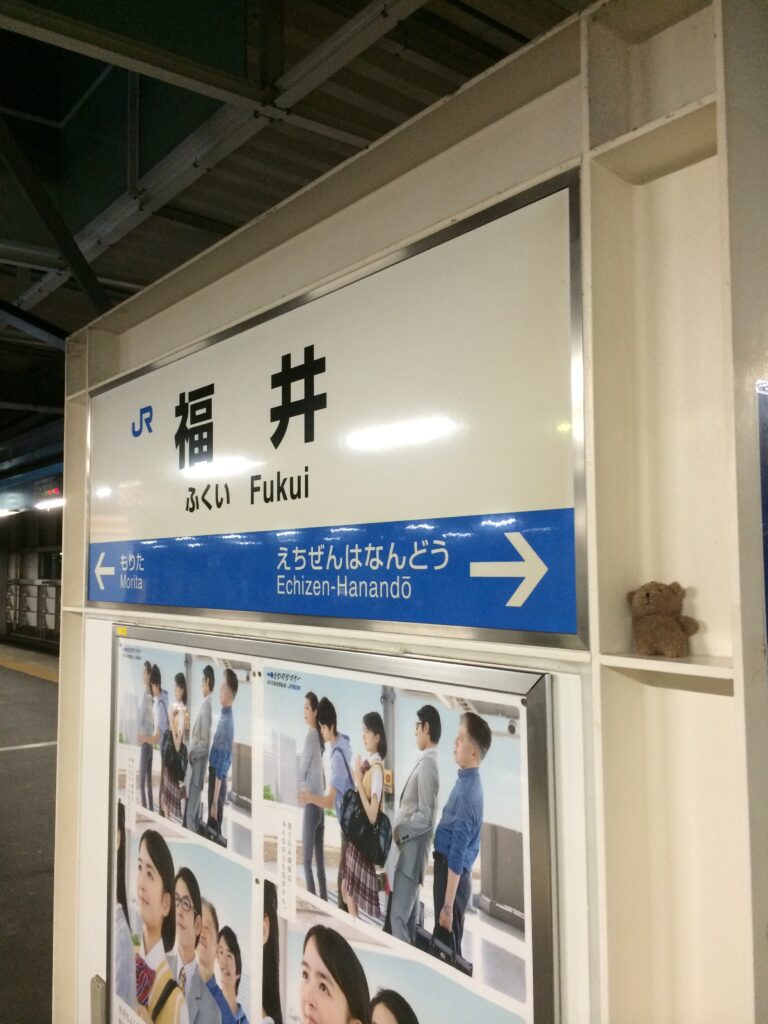 JR 福井
ふくい Fukui
もりた
Morita
えちぜんはなんどう
Echizen-Hanandō